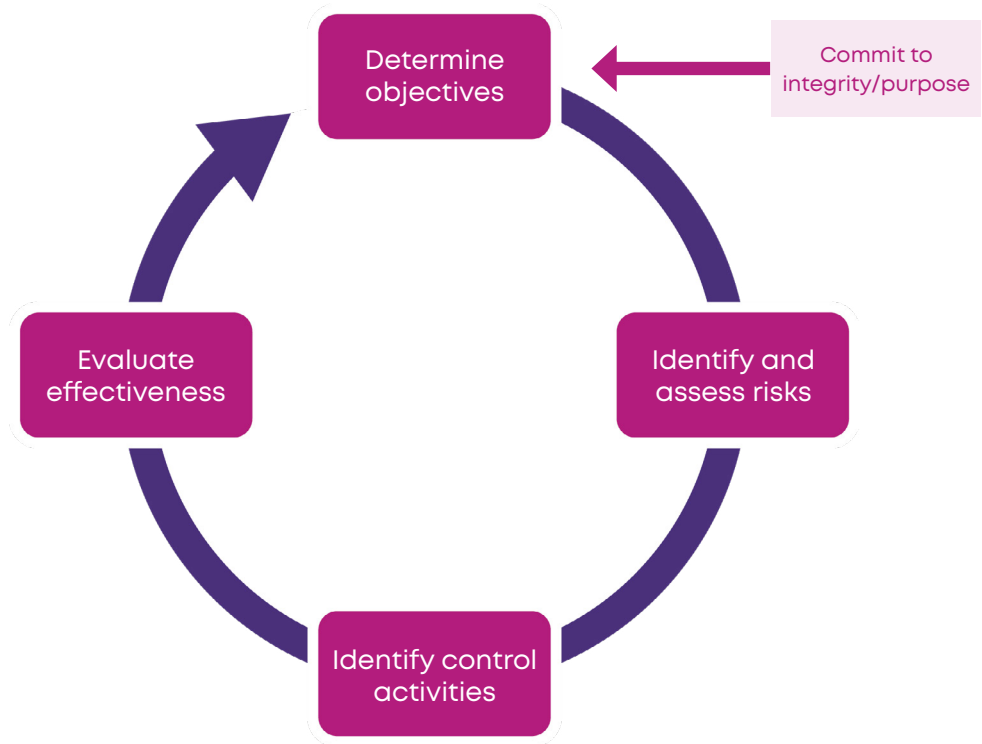 Determine
objectives
Commit to
integrity/purpose
Identify and
assess risks
Identify control
activities
Evaluate
effectiveness